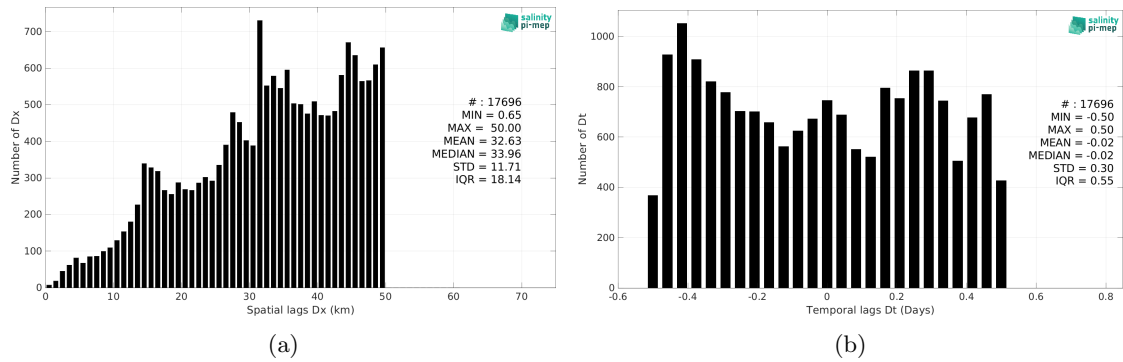 salinity
pi-mep
700
600
500
400
300
200
100
0
Number of Dx
# : 17696
MIN = 0.65
MAX = 50.00
MEAN = 32.63
MEDIAN = 33.96
STD = 11.71
IQR = 18.14
0 10 20 30 40 50 60 70
Spatial lags Dx (km)
(a)
salinity
pi-mep
1000
800
600
400
200
0
Number of Dt
# : 17696
MIN = -0.50
MAX = 0.50
MEAN = -0.02
MEDIAN = -0.02
STD = 0.30
IQR = 0.55
-0.6 -0.4 -0.2 0 0.2 0.4 0.6 0.8
Temporal lags Dt (Days)
(b)